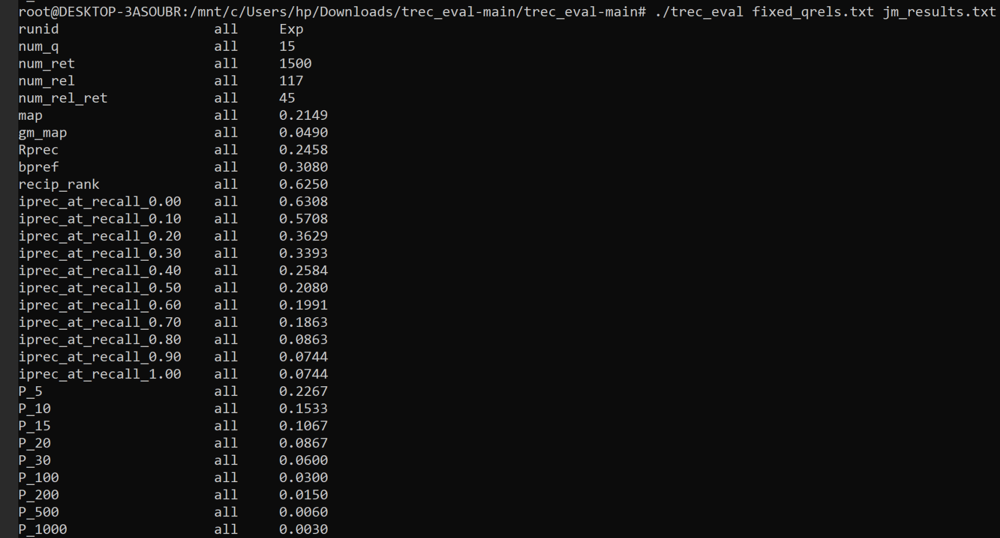 root@DESKTOP-3ASOUBR:/mnt/c/Users/hp/Downloads/trec_eval-main/trec_eval-main# ./trec_eval fixed_qrels.txt jm_results.txt
runid all Exp
num_q all 15
num_ret all 1500
num_rel all 117
num_rel_ret all 45
map all 0.2149
gm_map all 0.0490
Rprec all 0.2458
bpref all 0.3080
recip_rank all 0.6250
iprec_at_recall_0.00 all 0.6308
iprec_at_recall_0.10 all 0.5708
iprec_at_recall_0.20 all 0.3629
iprec_at_recall_0.30 all 0.3393
iprec_at_recall_0.40 all 0.2584
iprec_at_recall_0.50 all 0.2080
iprec_at_recall_0.60 all 0.1991
iprec_at_recall_0.70 all 0.1863
iprec_at_recall_0.80 all 0.0863
iprec_at_recall_0.90 all 0.0744
iprec_at_recall_1.00 all 0.0744
P_5 all 0.2267
P_10 all 0.1533
P_15 all 0.1067
P_20 all 0.0867
P_30 all 0.0600
P_100 all 0.0300
P_200 all 0.0150
P_500 all 0.0060
P_1000 all 0.0030